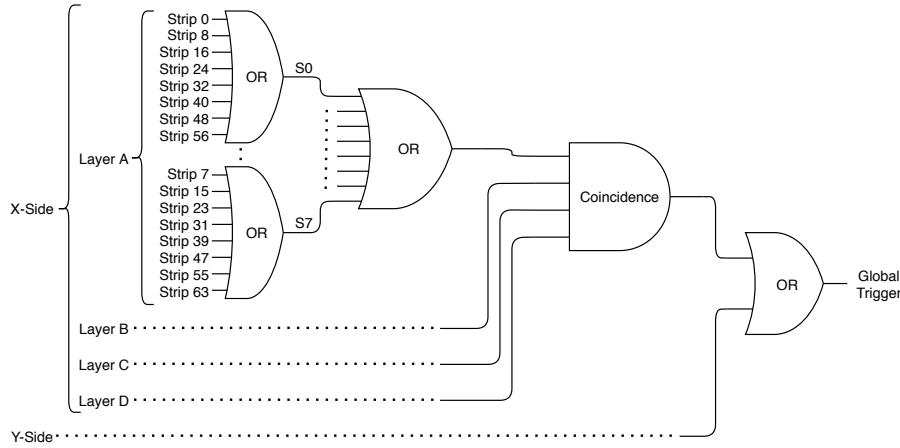 Strip 0
Strip 8
Strip 16
Strip 24
Strip 32
Strip 40
Strip 48
Strip 56
OR
S0
Layer A
OR
Strip 7
Strip 15
Strip 23
Strip 31
Strip 39
Strip 47
Strip 55
Strip 63
OR
S7
X-Side
Coincidence
OR
Global
Trigger
Layer B
Layer C
Layer D
Y-Side